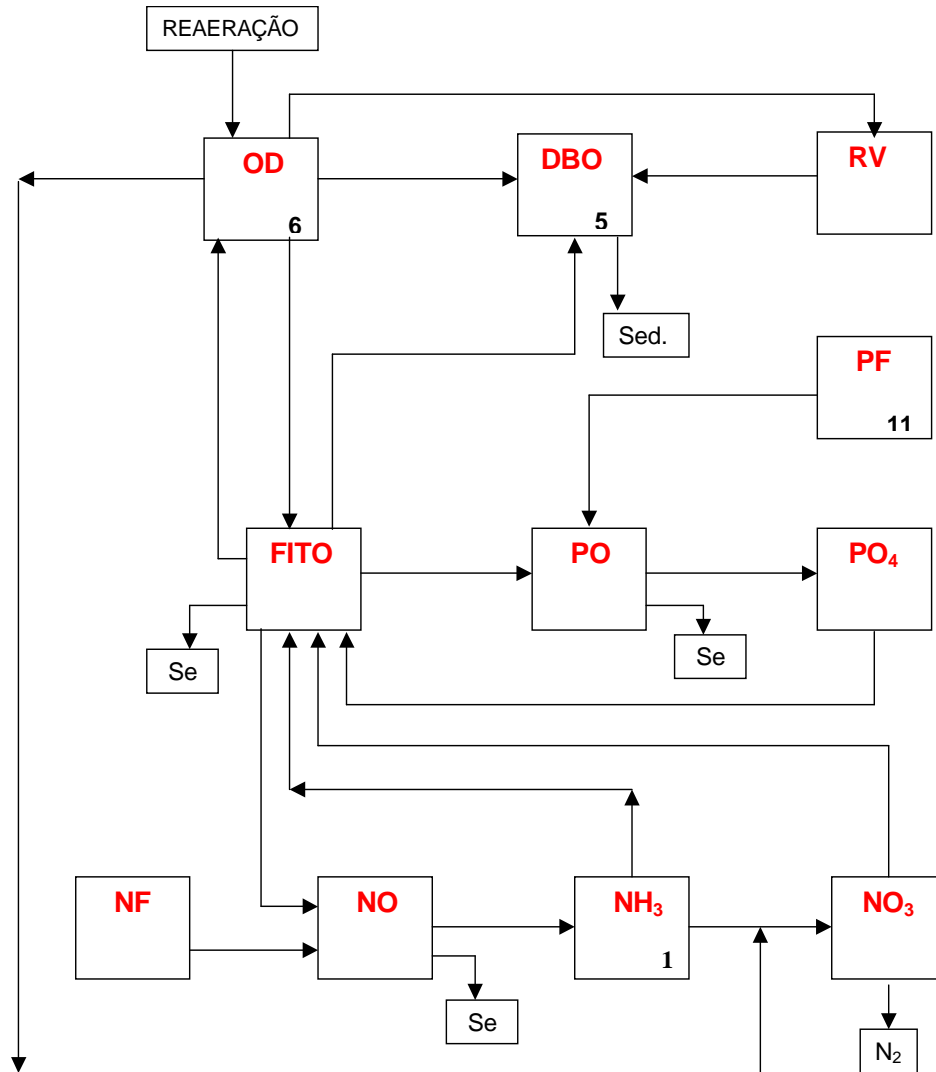 REAERAÇÃO
OD
6
DBO
5
RV
Sed.
PF
11
FITO
PO
PO₄
Se
Se
NF
NO
NH₃
1
NO₃
Se
N₂